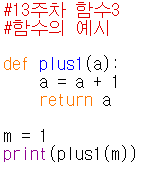 #13주차 함수3
#함수의 예시

def plus1(a):
    a = a + 1
    return a

m = 1
print(plus1(m))